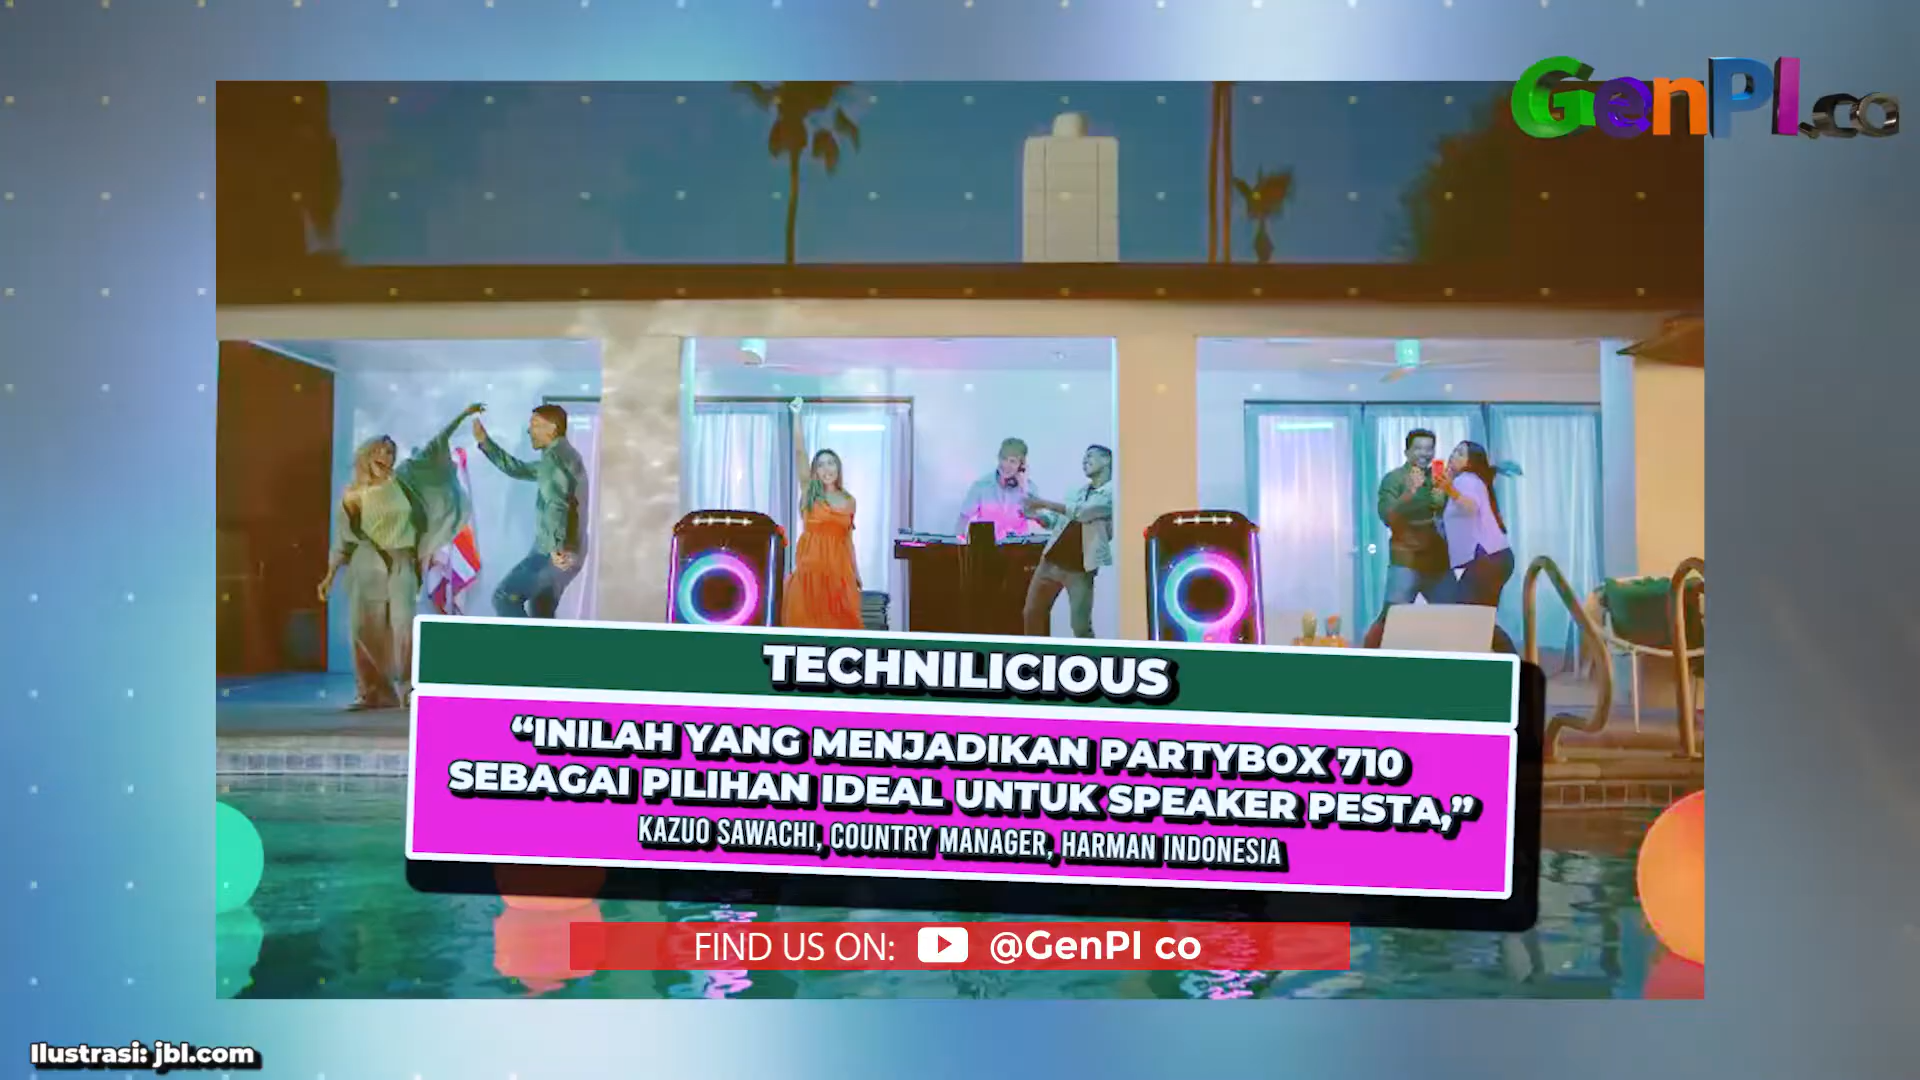 GenPI.co
TECHNILICIOUS
“INILAH YANG MENJADIKAN PARTYBOX 710
SEBAGAI PILIHAN IDEAL UNTUK SPEAKER PESTA,”
KAZUO SAWACHI, COUNTRY MANAGER, HARMAN INDONESIA
FIND US ON: @GenPI co
Ilustrasi: jbl.com